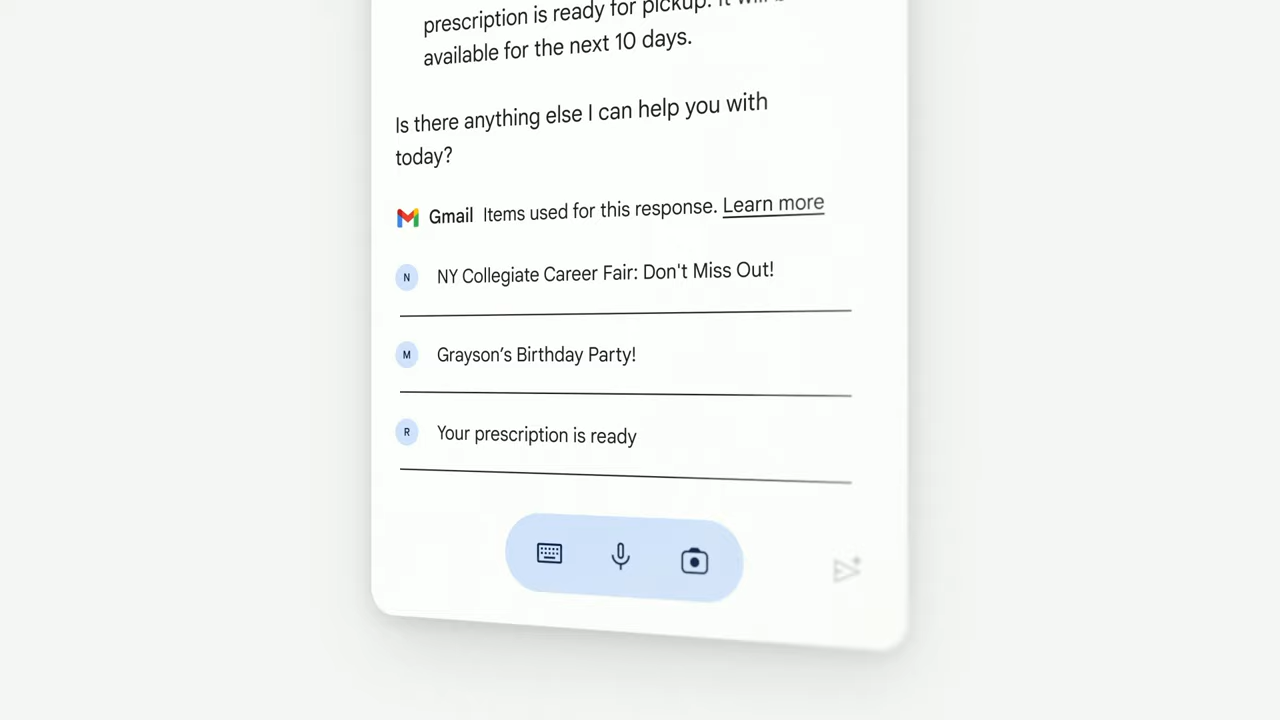 prescription is ready for pickup. It will
available for the next 10 days.
Is there anything else I can help you with
today?
Gmail Items used for this response. Learn more
N NY Collegiate Career Fair: Don't Miss Out!
M Grayson’s Birthday Party!
R Your prescription is ready